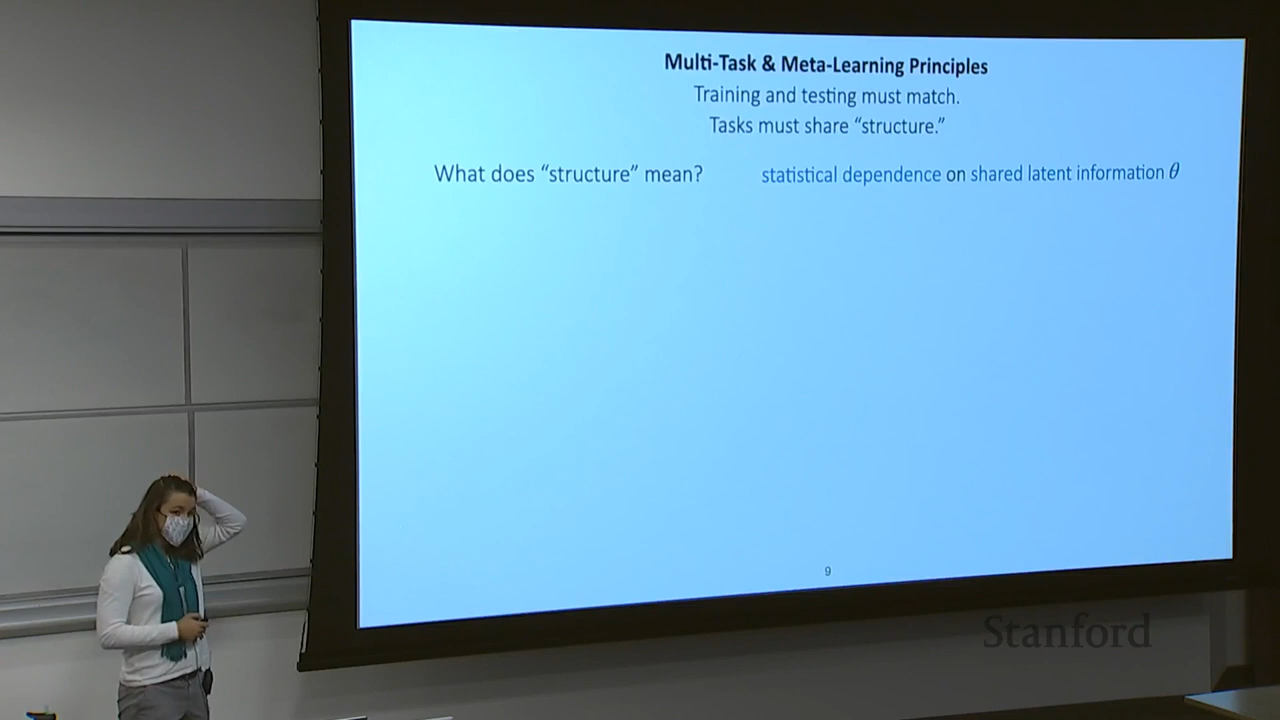 Multi-Task & Meta-Learning Principles
Training and testing must match.
Tasks must share “structure.”
What does “structure” mean? statistical dependence on shared latent information θ
9
Stanford